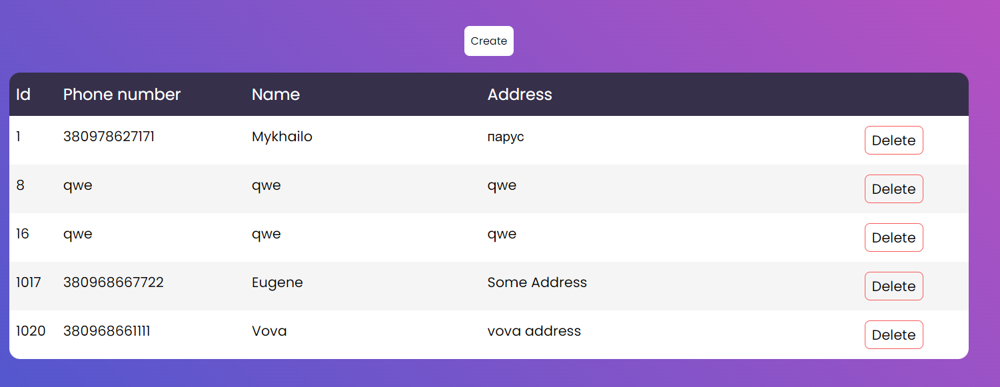 Create
Id Phone number Name Address
1 380978627171 Mykhailo парус Delete
8 qwe qwe qwe Delete
16 qwe qwe qwe Delete
1017 380968667722 Eugene Some Address Delete
1020 380968661111 Vova vova address Delete